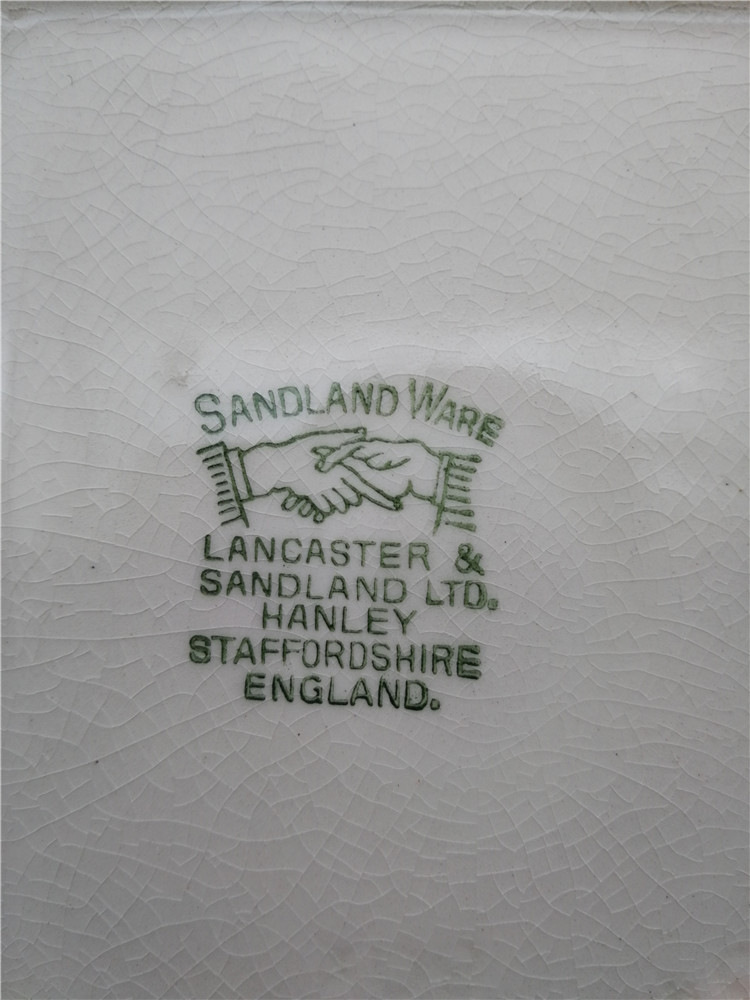 SANDLAND WARE
LANCASTER &
SANDLAND LTD.
HANLEY
STAFFORDSHIRE
ENGLAND.